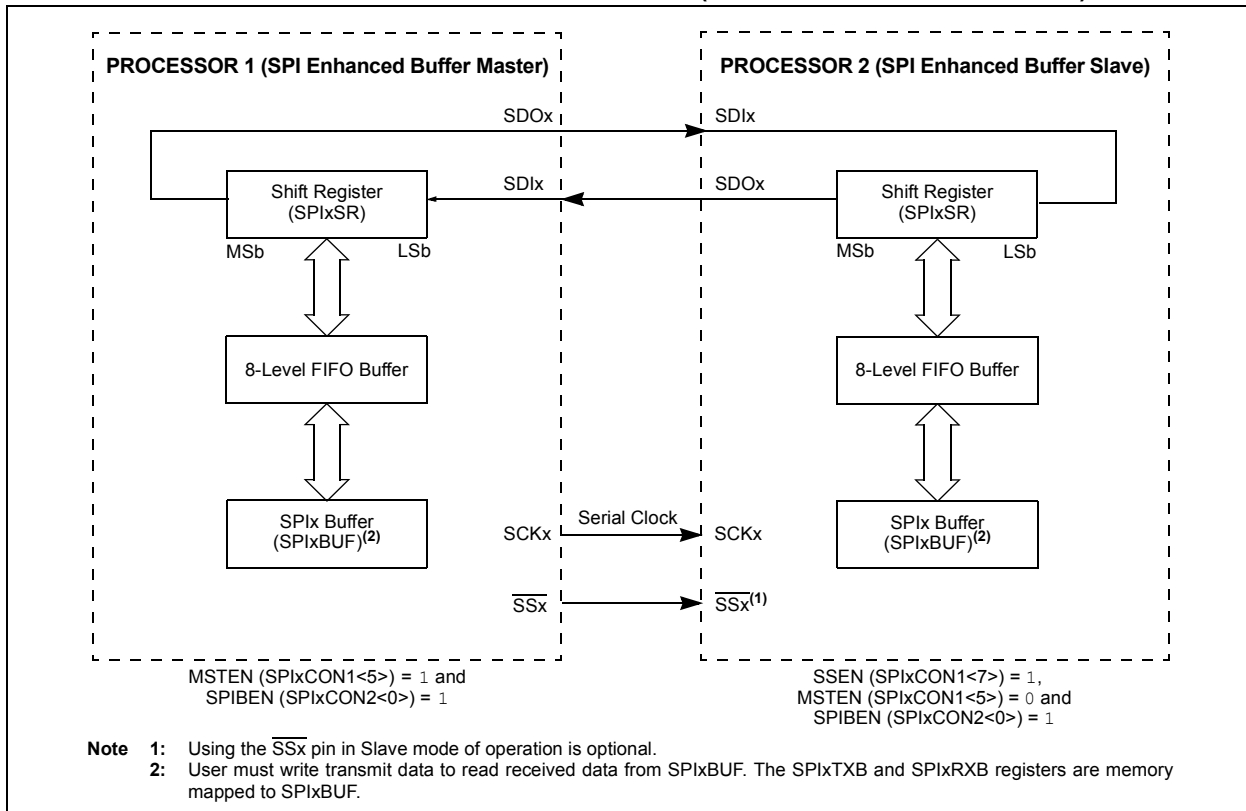 PROCESSOR 1 (SPI Enhanced Buffer Master)
PROCESSOR 2 (SPI Enhanced Buffer Slave)
SDOx
SDIx
Shift Register
(SPIxSR)
SDIx
SDOx
Shift Register
(SPIxSR)
MSb
LSb
MSb
LSb
8-Level FIFO Buffer
8-Level FIFO Buffer
SPIx Buffer
(SPIxBUF)(2)
SCKx
Serial Clock
SCKx
SPIx Buffer
(SPIxBUF)(2)
SSx
SSx(1)
MSTEN (SPIxCON1<5>) = 1 and
SPIBEN (SPIxCON2<0>) = 1
SSEN (SPIxCON1<7>) = 1,
MSTEN (SPIxCON1<5>) = 0 and
SPIBEN (SPIxCON2<0>) = 1
Note 1: Using the SSx pin in Slave mode of operation is optional.
2: User must write transmit data to read received data from SPIxBUF. The SPIxTXB and SPIxRXB registers are memory
mapped to SPIxBUF.